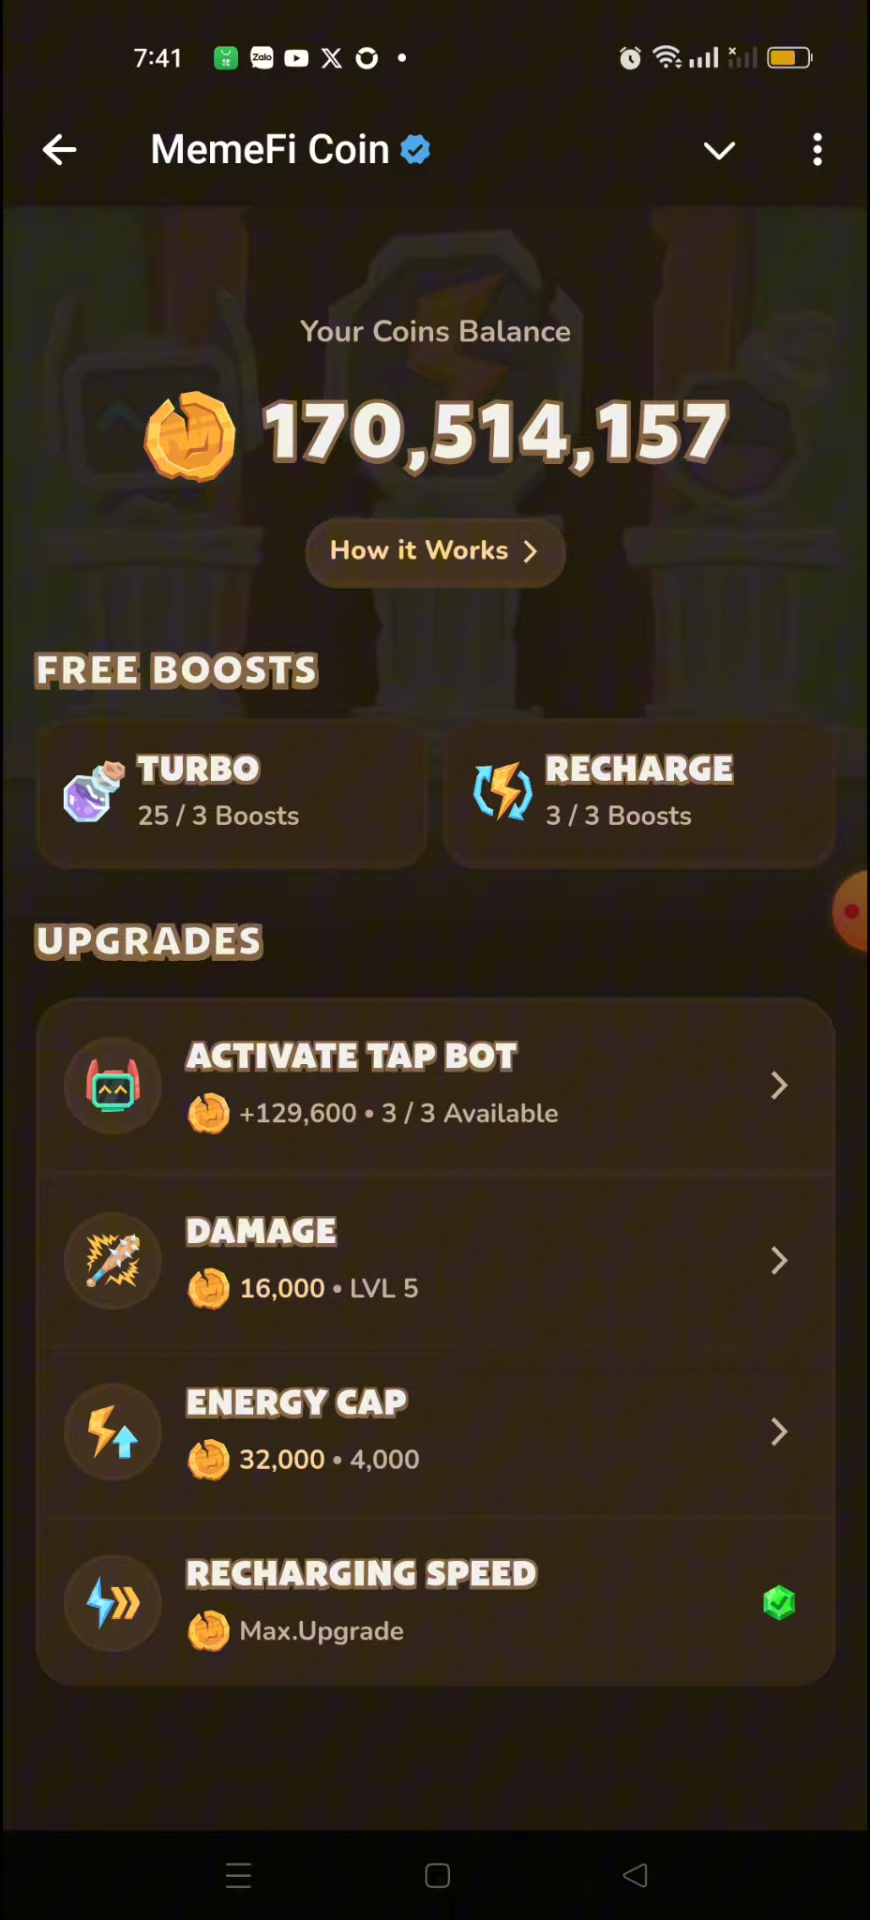 7:41 Zalo
MemeFi Coin
Your Coins Balance
170,514,157
How it Works
FREE BOOSTS
TURBO
25 / 3 Boosts
RECHARGE
3 / 3 Boosts
UPGRADES
ACTIVATE TAP BOT
+129,600 • 3 / 3 Available
DAMAGE
16,000 • LVL 5
ENERGY CAP
32,000 • 4,000
RECHARGING SPEED
Max.Upgrade